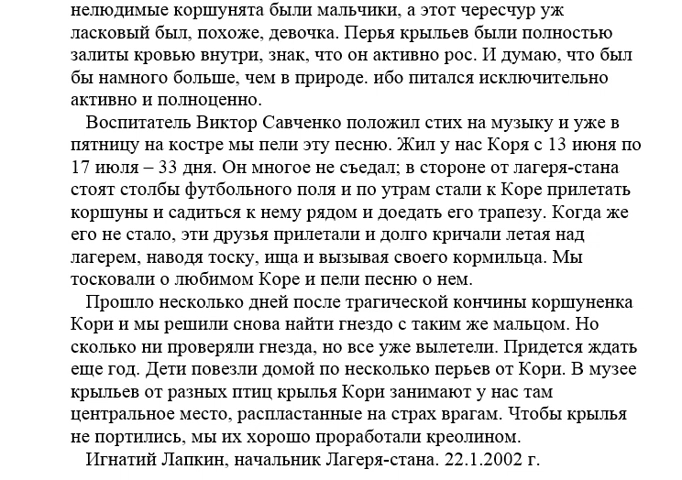 нелюдимые коршунята были мальчики, а этот чересчур уж
ласковый был, похоже, девочка. Перья крыльев были полностью
залиты кровью внутри, знак, что он активно рос. И думаю, что был
бы намного больше, чем в природе. ибо питался исключительно
активно и полноценно.
Воспитатель Виктор Савченко положил стих на музыку и уже в
пятницу на костре мы пели эту песню. Жил у нас Коря с 13 июня по
17 июля – 33 дня. Он многое не съедал; в стороне от лагеря-стана
стоят столбы футбольного поля и по утрам стали к Коре прилетать
коршуны и садиться к нему рядом и доедать его трапезу. Когда же
его не стало, эти друзья прилетали и долго кричали летая над
лагерем, наводя тоску, ища и вызывая своего кормильца. Мы
тосковали о любимом Коре и пели песню о нем.
Прошло несколько дней после трагической кончины коршуненка
Кори и мы решили снова найти гнездо с таким же мальцом. Но
сколько ни проверяли гнезда, но все уже вылетели. Придется ждать
еще год. Дети повезли домой по несколько перьев от Кори. В музее
крыльев от разных птиц крылья Кори занимают у нас там
центральное место, распластанные на страх врагам. Чтобы крылья
не портились, мы их хорошо проработали креолином.
Игнатий Лапкин, начальник Лагеря-стана. 22.1.2002 г.